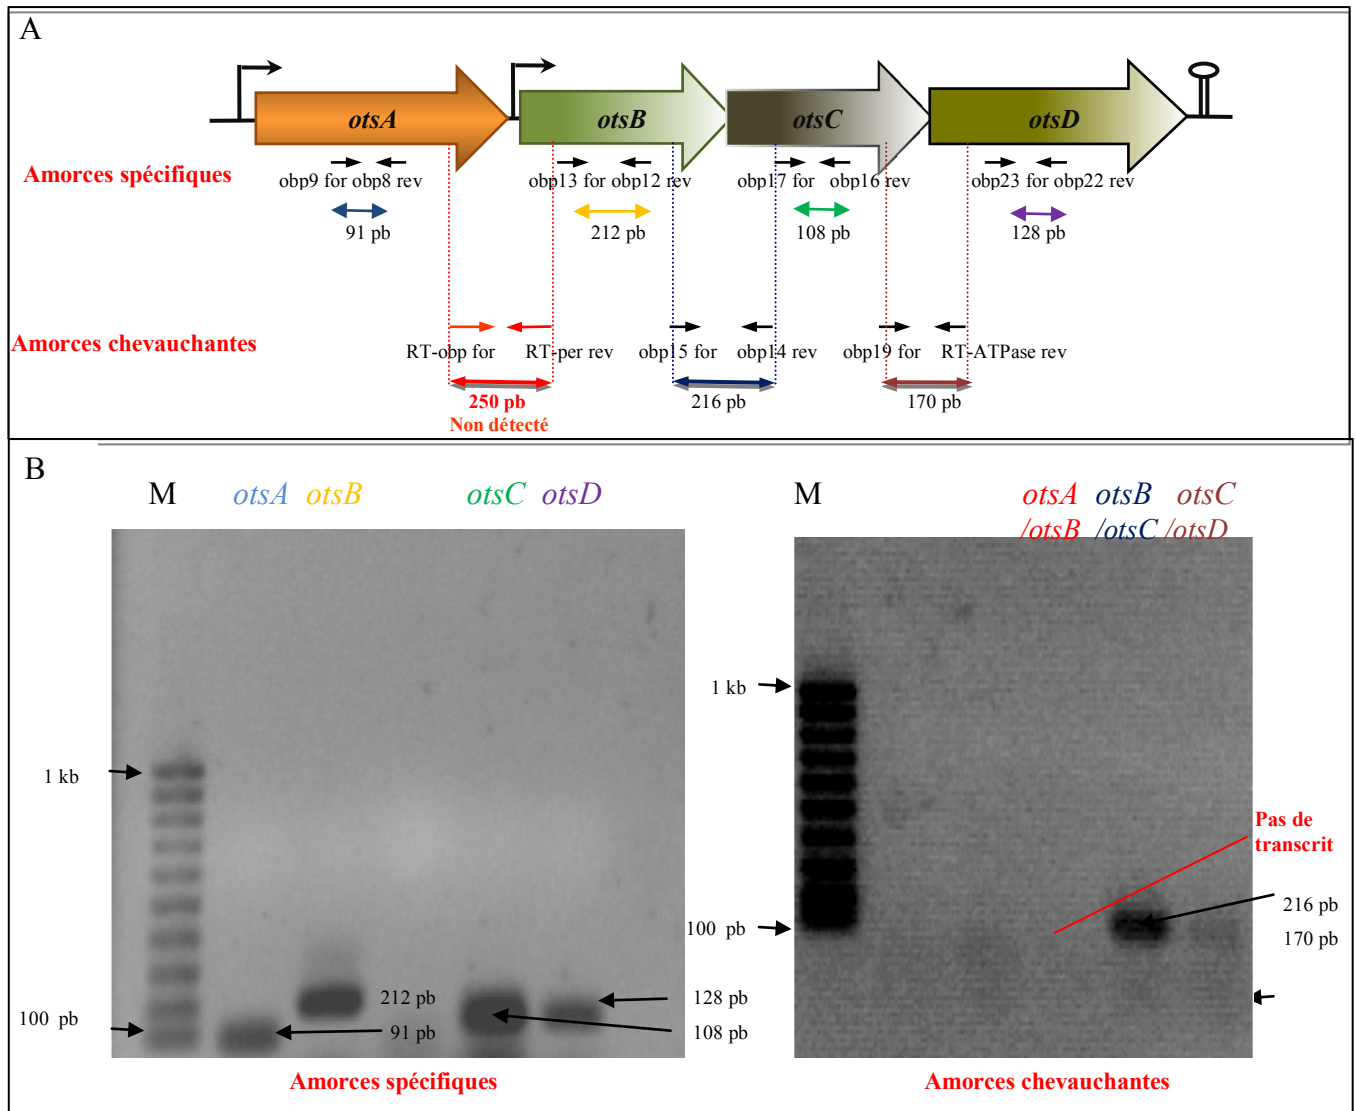 A
otsA otsB otsC otsD
Amorces spécifiques
obp9 for obp8 rev obp13 for obp12 rev obp17 for obp16 rev obp23 for obp22 rev
91 pb 212 pb 108 pb 128 pb
Amorces chevauchantes
RT-obp for RT-per rev obp15 for obp14 rev obp19 for RT-ATPase rev
250 pb 216 pb 170 pb
Non détecté
B
M otsA otsB otsC otsD
1 kb
100 pb
212 pb
91 pb
128 pb
108 pb
Amorces spécifiques
M otsA otsB otsC
/otsB /otsC /otsD
1 kb
100 pb
Pas de
transcrit
216 pb
170 pb
Amorces chevauchantes